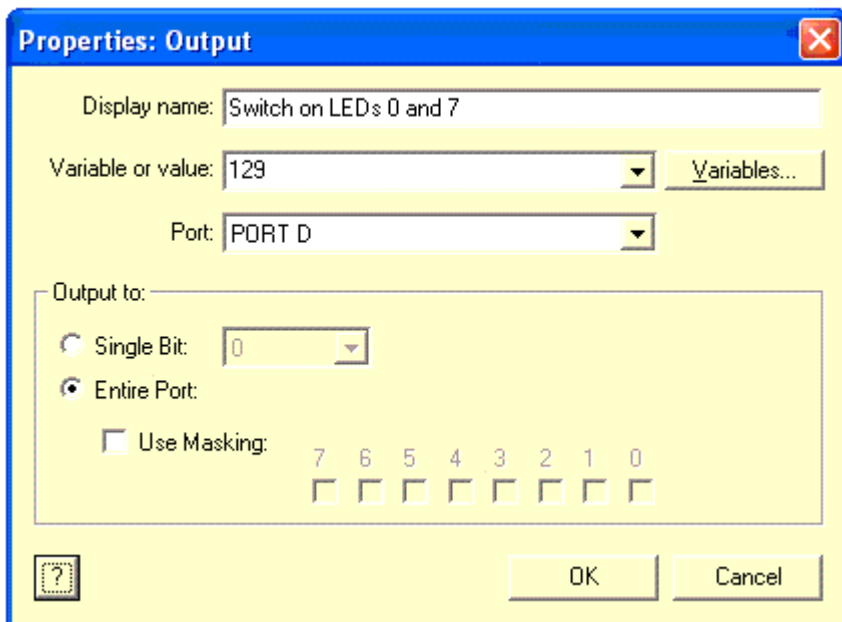 Properties: Output
Display name: Switch on LEDs 0 and 7
Variable or value: 129 Variables...
Port: PORT D
Output to:
Single Bit: 0
Entire Port:
Use Masking:
7 6 5 4 3 2 1 0
? OK Cancel